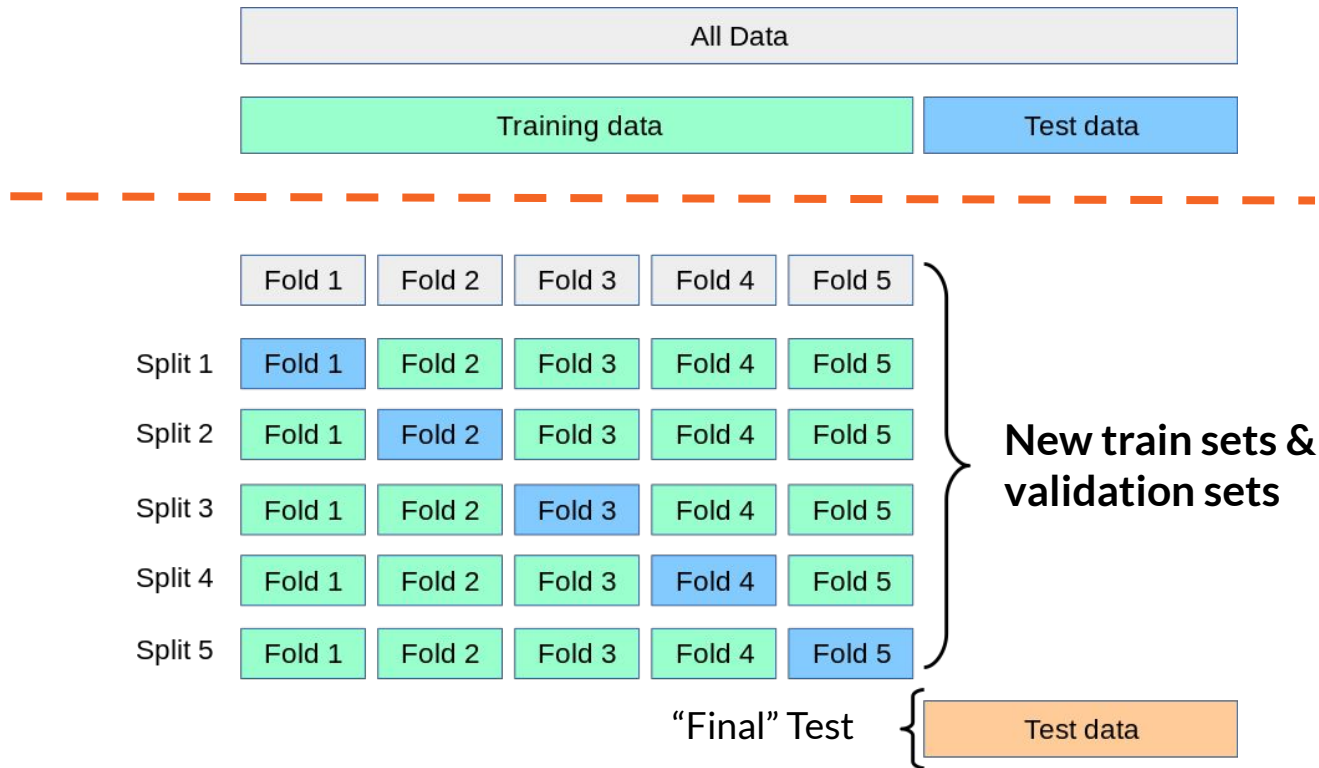 All Data
Training data Test data
Fold 1 Fold 2 Fold 3 Fold 4 Fold 5
Split 1 Fold 1 Fold 2 Fold 3 Fold 4 Fold 5
Split 2 Fold 1 Fold 2 Fold 3 Fold 4 Fold 5
New train sets &
validation sets
Split 3 Fold 1 Fold 2 Fold 3 Fold 4 Fold 5
Split 4 Fold 1 Fold 2 Fold 3 Fold 4 Fold 5
Split 5 Fold 1 Fold 2 Fold 3 Fold 4 Fold 5
“Final” Test Test data